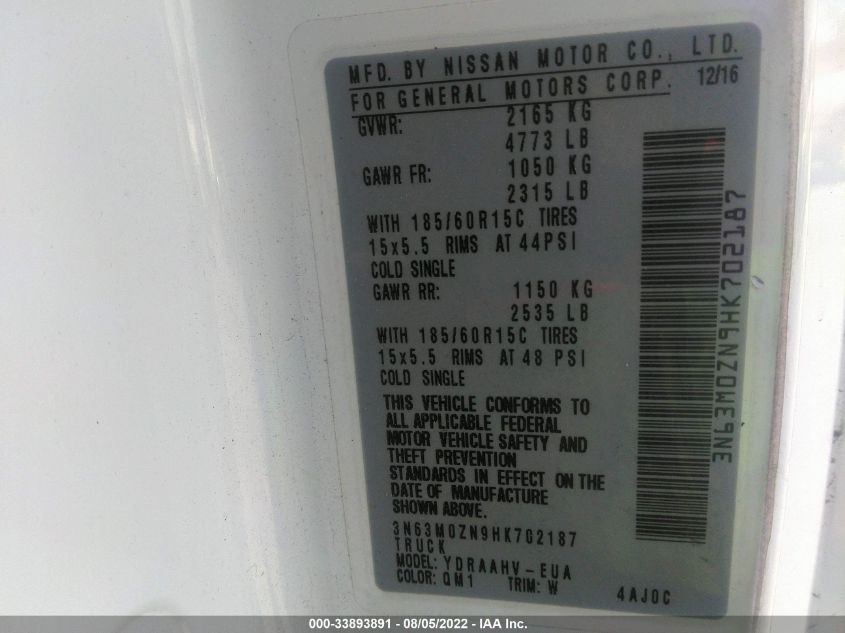 MFD. BY NISSAN MOTOR CO., LTD.
FOR GENERAL MOTORS CORP. 12/16
GVWR: 2165 KG
4773 LB
GAWR FR: 1050 KG
2315 LB
WITH 185/60R15C TIRES
15x5.5 RIMS AT 44PSI
COLD SINGLE
GAWR RR: 1150 KG
2535 LB
WITH 185/60R15C TIRES
15x5.5 RIMS AT 48 PSI
COLD SINGLE
THIS VEHICLE CONFORMS TO
ALL APPLICABLE FEDERAL
MOTOR VEHICLE SAFETY AND
THEFT PREVENTION
STANDARDS IN EFFECT ON THE
DATE OF MANUFACTURE
SHOWN ABOVE.
3N63M0ZN9HK702187
TRUCK
MODEL: YDRAAHV-EUA
COLOR: QM1 TRIM: W 4AJ0C
3N63M0ZN9HK702187
000-33893891 - 08/05/2022 - IAA Inc.